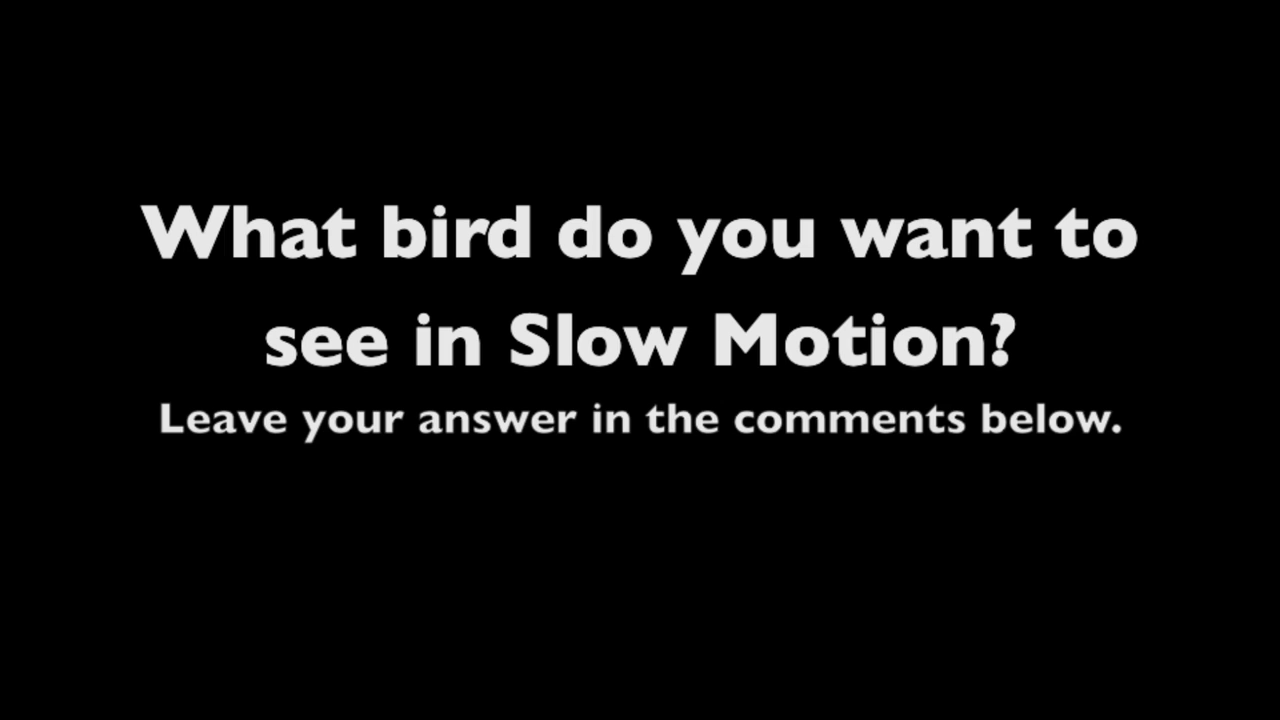 What bird do you want to
see in Slow Motion?
Leave your answer in the comments below.